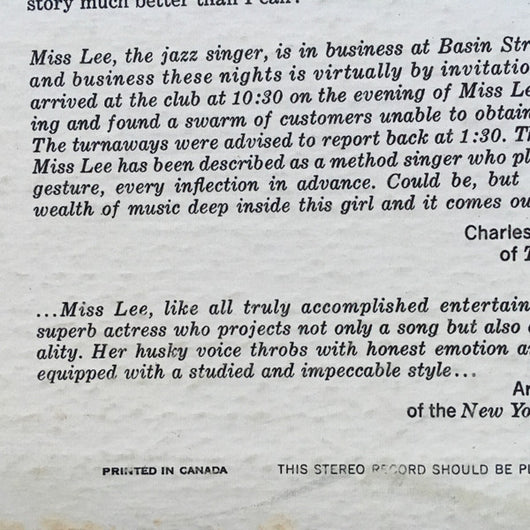 story much better than I can!
Miss Lee, the jazz singer, is in business at Basin Str
and business these nights is virtually by invitatio
arrived at the club at 10:30 on the evening of Miss Le
ing and found a swarm of customers unable to obtain
The turnaways were advised to report back at 1:30. Th
Miss Lee has been described as a method singer who pl
gesture, every inflection in advance. Could be, but
wealth of music deep inside this girl and it comes ou
Charles
of T
...Miss Lee, like all truly accomplished entertain
superb actress who projects not only a song but also
ality. Her husky voice throbs with honest emotion a
equipped with a studied and impeccable style...
Ar
of the New Yo
PRINTED IN CANADA THIS STEREO RECORD SHOULD BE PL